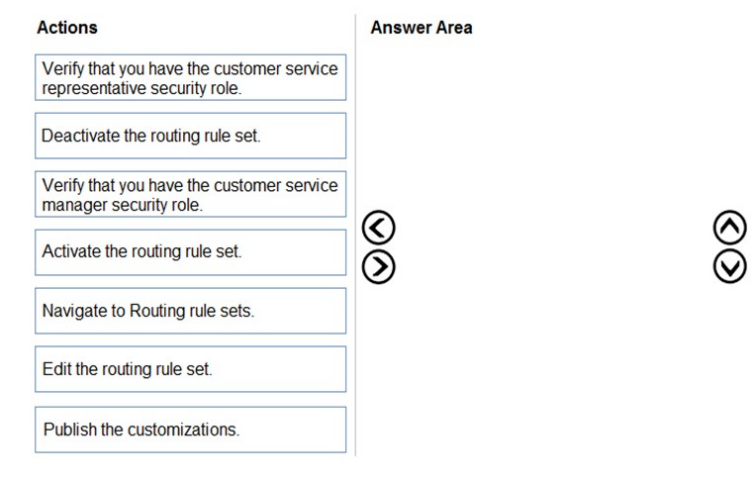 Actions
Answer Area
Verify that you have the customer service
representative security role.
Deactivate the routing rule set.
Verify that you have the customer service
manager security role.
Activate the routing rule set.
Navigate to Routing rule sets.
Edit the routing rule set.
Publish the customizations.